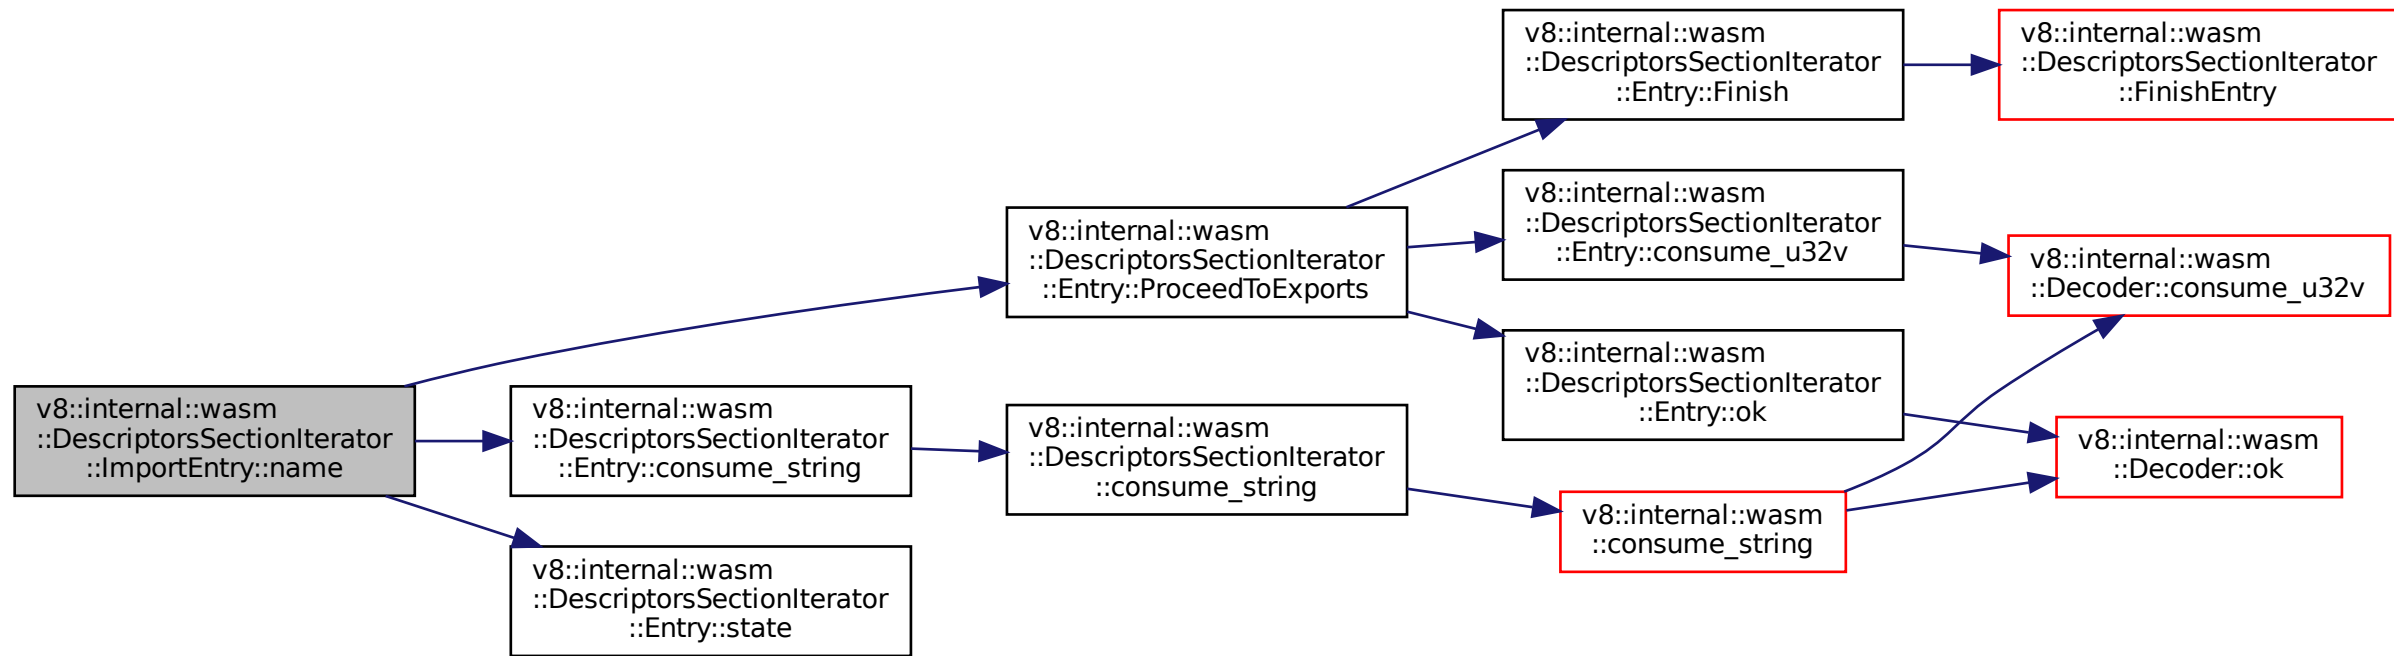 v8::internal::wasm
::DescriptorsSectionIterator
::ImportEntry::name
v8::internal::wasm
::DescriptorsSectionIterator
::Entry::ProceedToExports
v8::internal::wasm
::DescriptorsSectionIterator
::Entry::Finish
v8::internal::wasm
::DescriptorsSectionIterator
::FinishEntry
v8::internal::wasm
::DescriptorsSectionIterator
::Entry::consume_u32v
v8::internal::wasm
::Decoder::consume_u32v
v8::internal::wasm
::DescriptorsSectionIterator
::Entry::ok
v8::internal::wasm
::Decoder::ok
v8::internal::wasm
::DescriptorsSectionIterator
::Entry::consume_string
v8::internal::wasm
::DescriptorsSectionIterator
::consume_string
v8::internal::wasm
::consume_string
v8::internal::wasm
::DescriptorsSectionIterator
::Entry::state